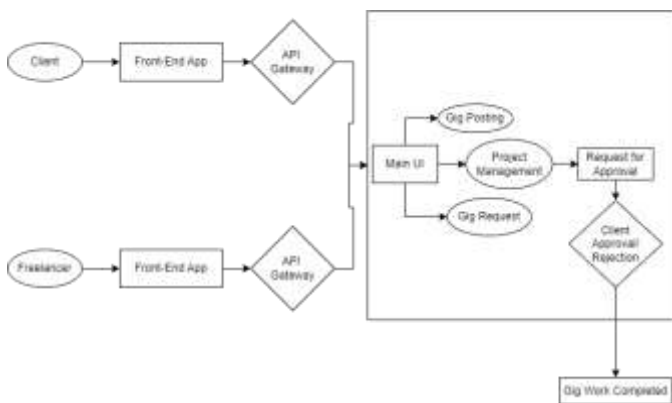 Client
Front-End App
API
Gateway
Gig Posting
Main UI
Project
Management
Request for
Approval
Gig Request
Client
Approval
Rejection
Freelancer
Front-End App
API
Gateway
Gig Work Completed